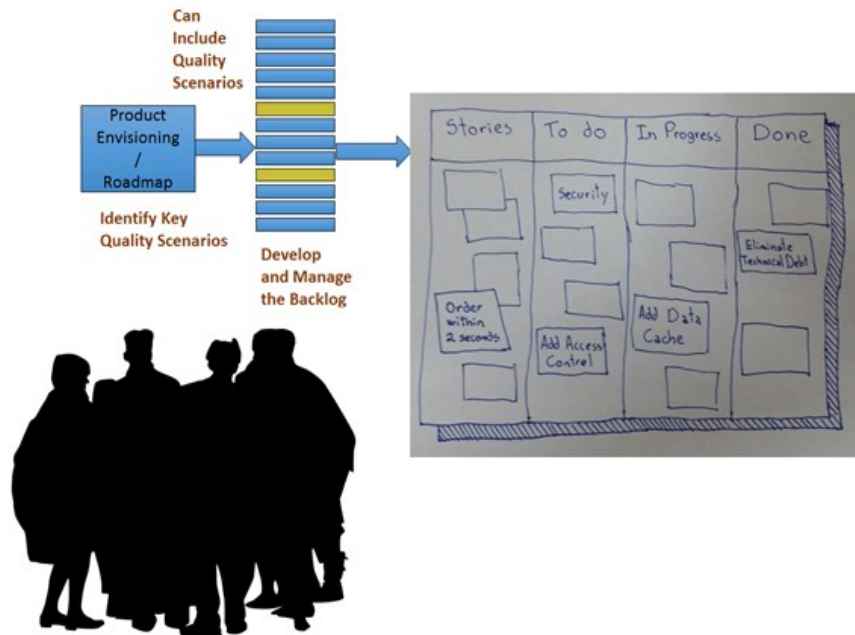 Can
Include
Quality
Scenarios
Product
Envisioning
/
Roadmap
Identify Key
Quality Scenarios
Develop
and Manage
the Backlog
Stories
To do
In Progress
Done
Security
Eliminate
Technical Debt
Order
within
2 seconds
Add Data
Cache
Add Access
Control